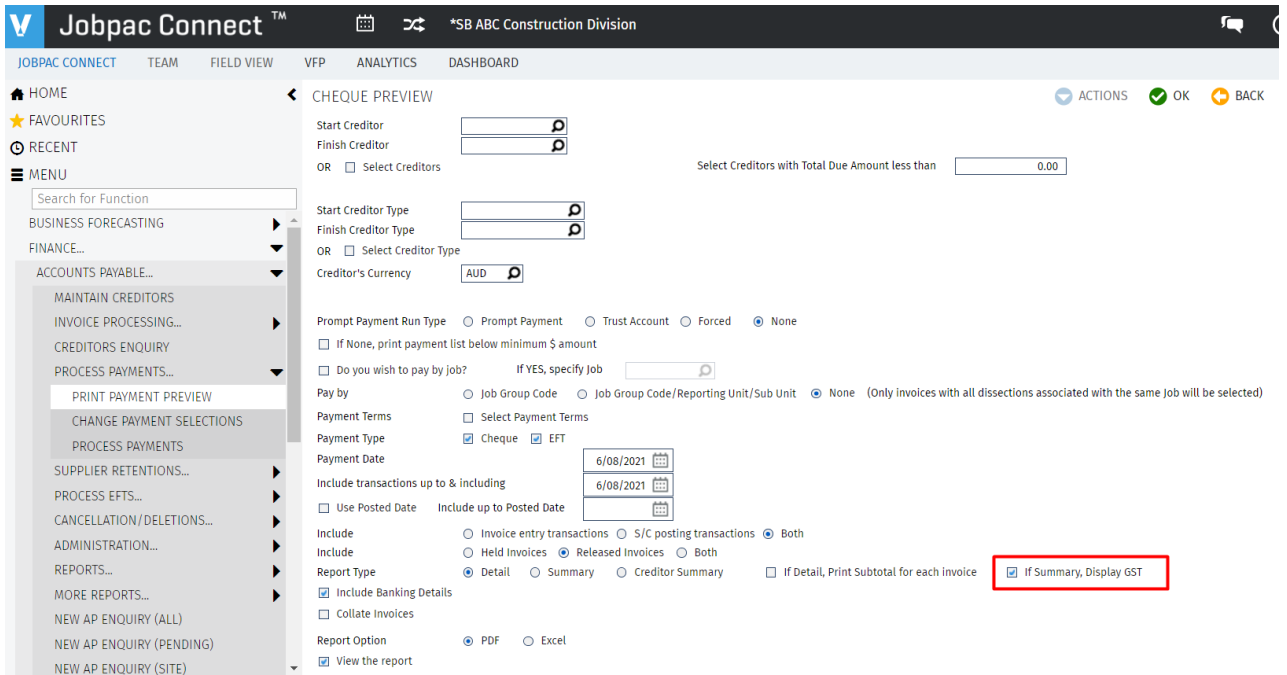 V Jobpac Connect ™ *SB ABC Construction Division
JOBPAC CONNECT TEAM FIELD VIEW VFP ANALYTICS DASHBOARD
HOME
FAVOURITES
RECENT
MENU
Search for Function
BUSINESS FORECASTING
FINANCE...
ACCOUNTS PAYABLE...
MAINTAIN CREDITORS
INVOICE PROCESSING...
CREDITORS ENQUIRY
PROCESS PAYMENTS...
PRINT PAYMENT PREVIEW
CHANGE PAYMENT SELECTIONS
PROCESS PAYMENTS
SUPPLIER RETENTIONS...
PROCESS EFTS...
CANCELLATION/DELETIONS...
ADMINISTRATION...
REPORTS...
MORE REPORTS...
NEW AP ENQUIRY (ALL)
NEW AP ENQUIRY (PENDING)
NEW AP ENQUIRY (SITE)
CHEQUE PREVIEW ACTIONS OK BACK
Start Creditor
Finish Creditor
OR Select Creditors Select Creditors with Total Due Amount less than 0.00
Start Creditor Type
Finish Creditor Type
OR Select Creditor Type
Creditor's Currency AUD
Prompt Payment Run Type Prompt Payment Trust Account Forced None
If None, print payment list below minimum $ amount
Do you wish to pay by job? If YES, specify Job
Pay by Job Group Code Job Group Code/Reporting Unit/Sub Unit None (Only invoices with all dissections associated with the same Job will be selected)
Payment Terms Select Payment Terms
Payment Type Cheque EFT
Payment Date 6/08/2021
Include transactions up to & including 6/08/2021
Use Posted Date Include up to Posted Date
Include Invoice entry transactions S/C posting transactions Both
Include Held Invoices Released Invoices Both
Report Type Detail Summary Creditor Summary If Detail, Print Subtotal for each invoice If Summary, Display GST
Include Banking Details
Collate Invoices
Report Option PDF Excel
View the report